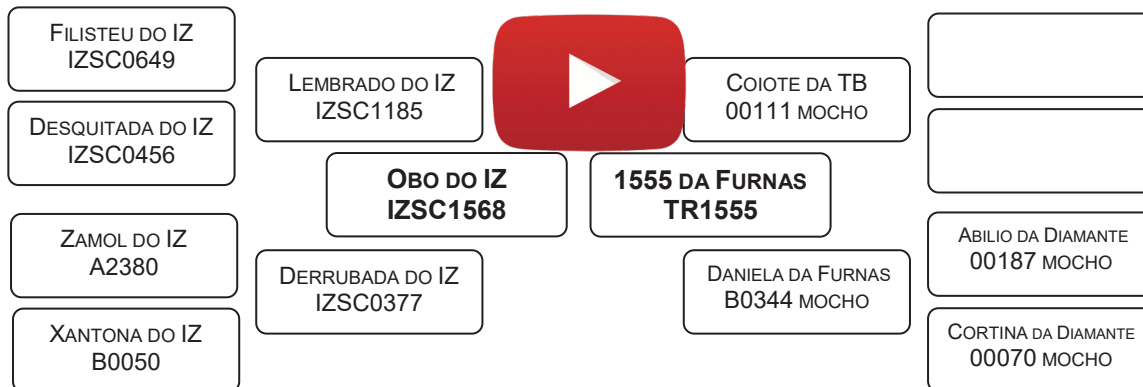 FILISTEU DO IZ
IZSC0649
DESQUITADA DO IZ
IZSC0456
ZAMOL DO IZ
A2380
XANTONA DO IZ
B0050
LEMBRADO DO IZ
IZSC1185
DERRUBADA DO IZ
IZSC0377
OBO DO IZ
IZSC1568
1555 DA FURNAS
TR1555
COIOTE DA TB
00111 MOCHO
DANIELA DA FURNAS
B0344 MOCHO
ABILIO DA DIAMANTE
00187 MOCHO
CORTINA DA DIAMANTE
00070 MOCHO